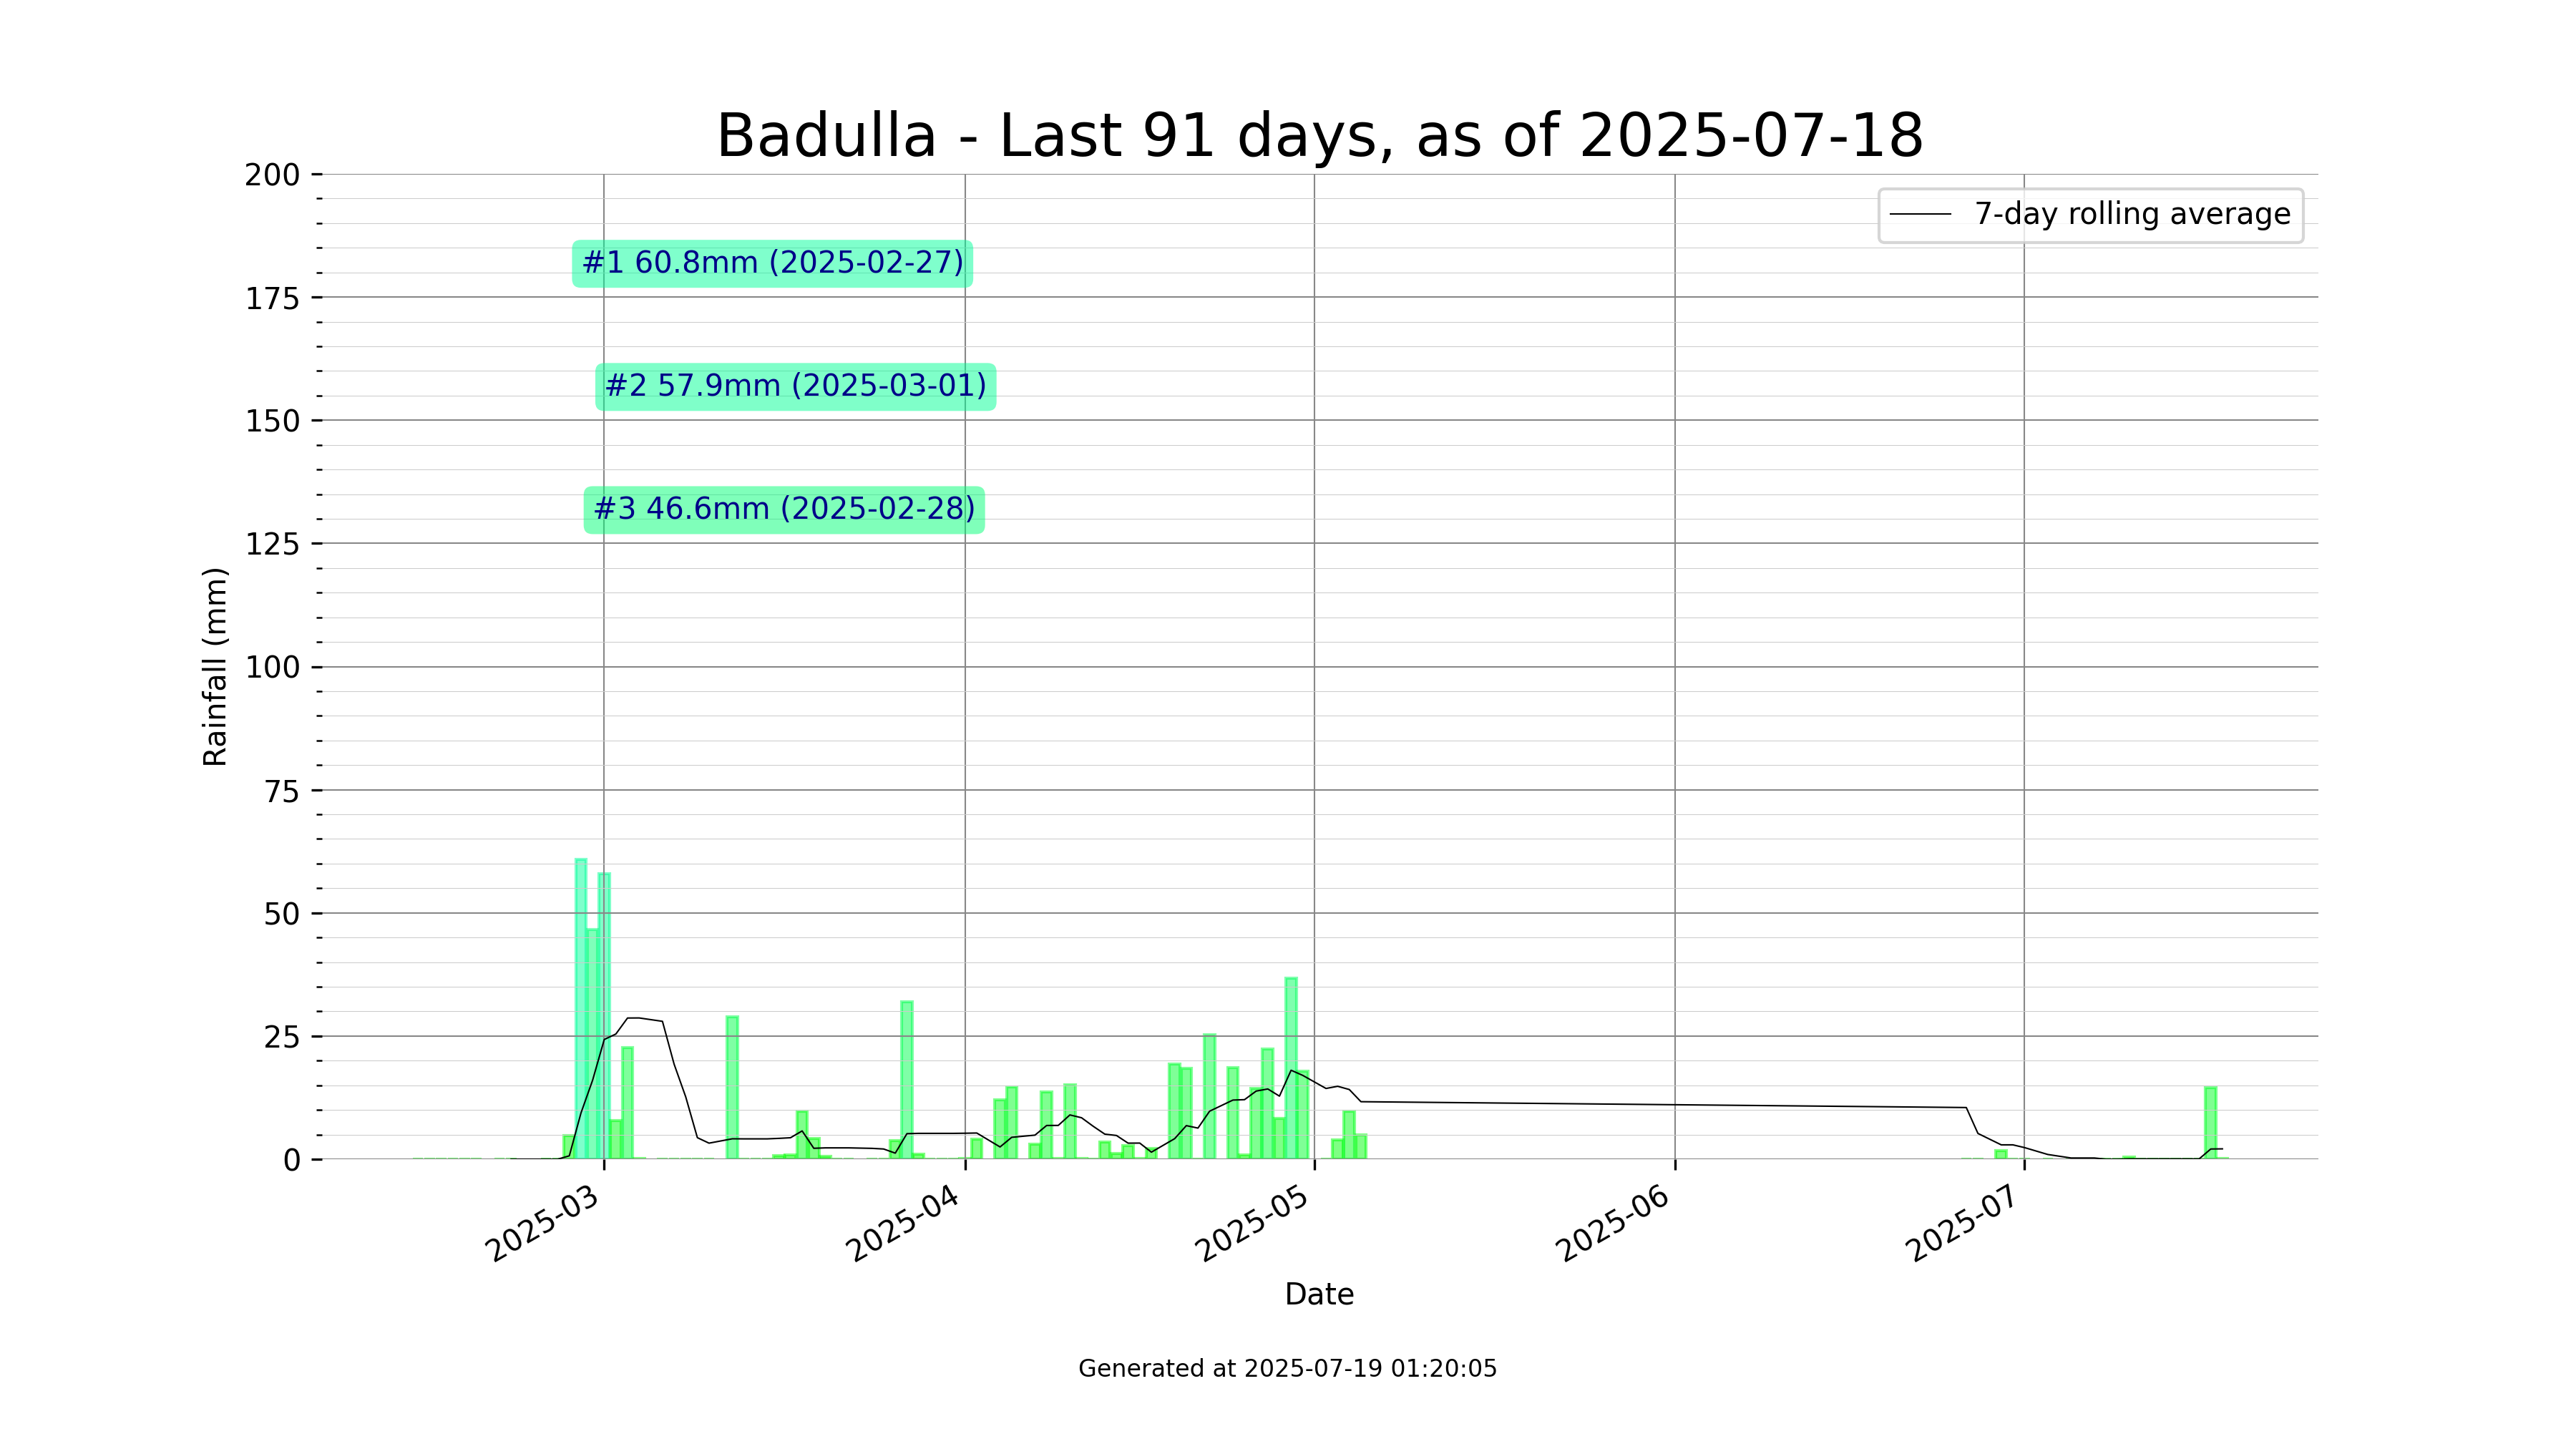 Badulla - Last 91 days, as of 2025-07-18
200
175
150
125
100
75
50
25
0
Rainfall (mm)
7-day rolling average
#1 60.8mm (2025-02-27)
#2 57.9mm (2025-03-01)
#3 46.6mm (2025-02-28)
2025-03
2025-04
2025-05
2025-06
2025-07
Date
Generated at 2025-07-19 01:20:05